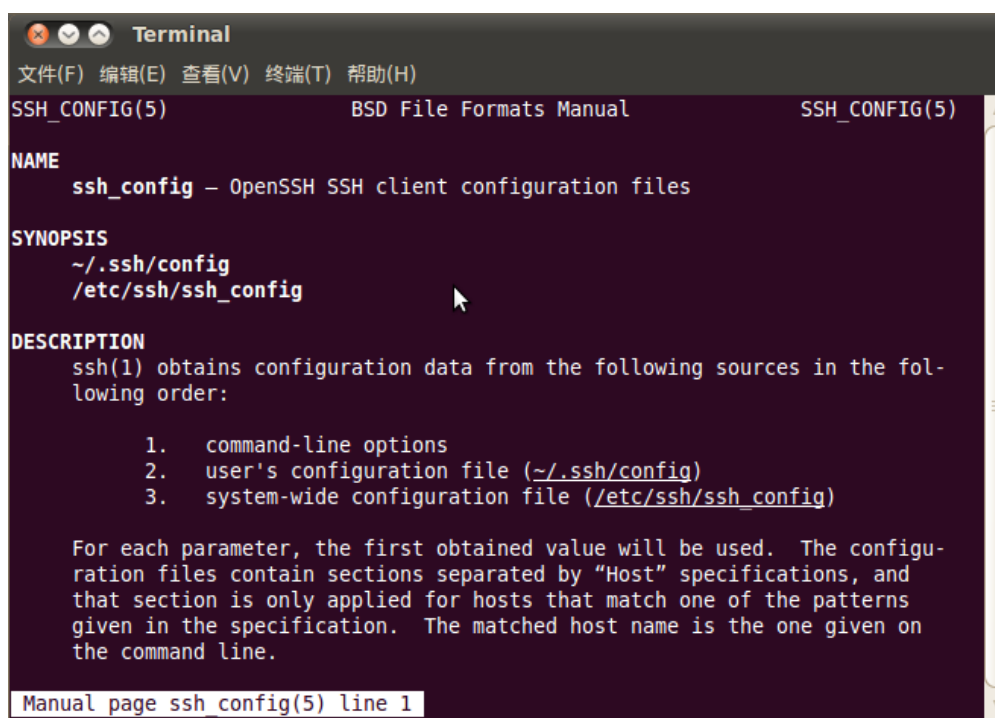 Terminal
文件(F) 编辑(E) 查看(V) 终端(T) 帮助(H)
SSH_CONFIG(5) BSD File Formats Manual SSH_CONFIG(5)
NAME
ssh_config — OpenSSH SSH client configuration files
SYNOPSIS
~/.ssh/config
/etc/ssh/ssh_config
DESCRIPTION
ssh(1) obtains configuration data from the following sources in the fol-
lowing order:
1. command-line options
2. user's configuration file (~/.ssh/config)
3. system-wide configuration file (/etc/ssh/ssh_config)
For each parameter, the first obtained value will be used. The configu-
ration files contain sections separated by “Host” specifications, and
that section is only applied for hosts that match one of the patterns
given in the specification. The matched host name is the one given on
the command line.
Manual page ssh_config(5) line 1